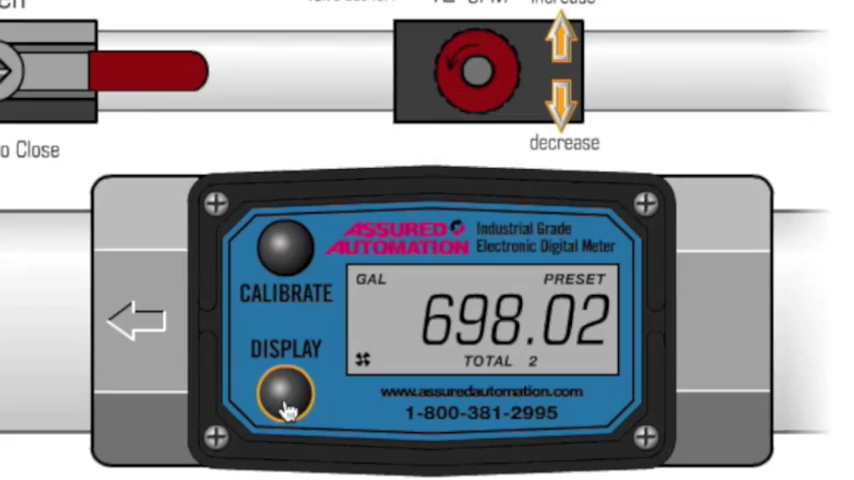 increase
o Close
decrease
ASSURED AUTOMATION
Industrial Grade
Electronic Digital Meter
CALIBRATE
GAL PRESET
698.02
DISPLAY
TOTAL 2
www.assuredautomation.com
1-800-381-2995